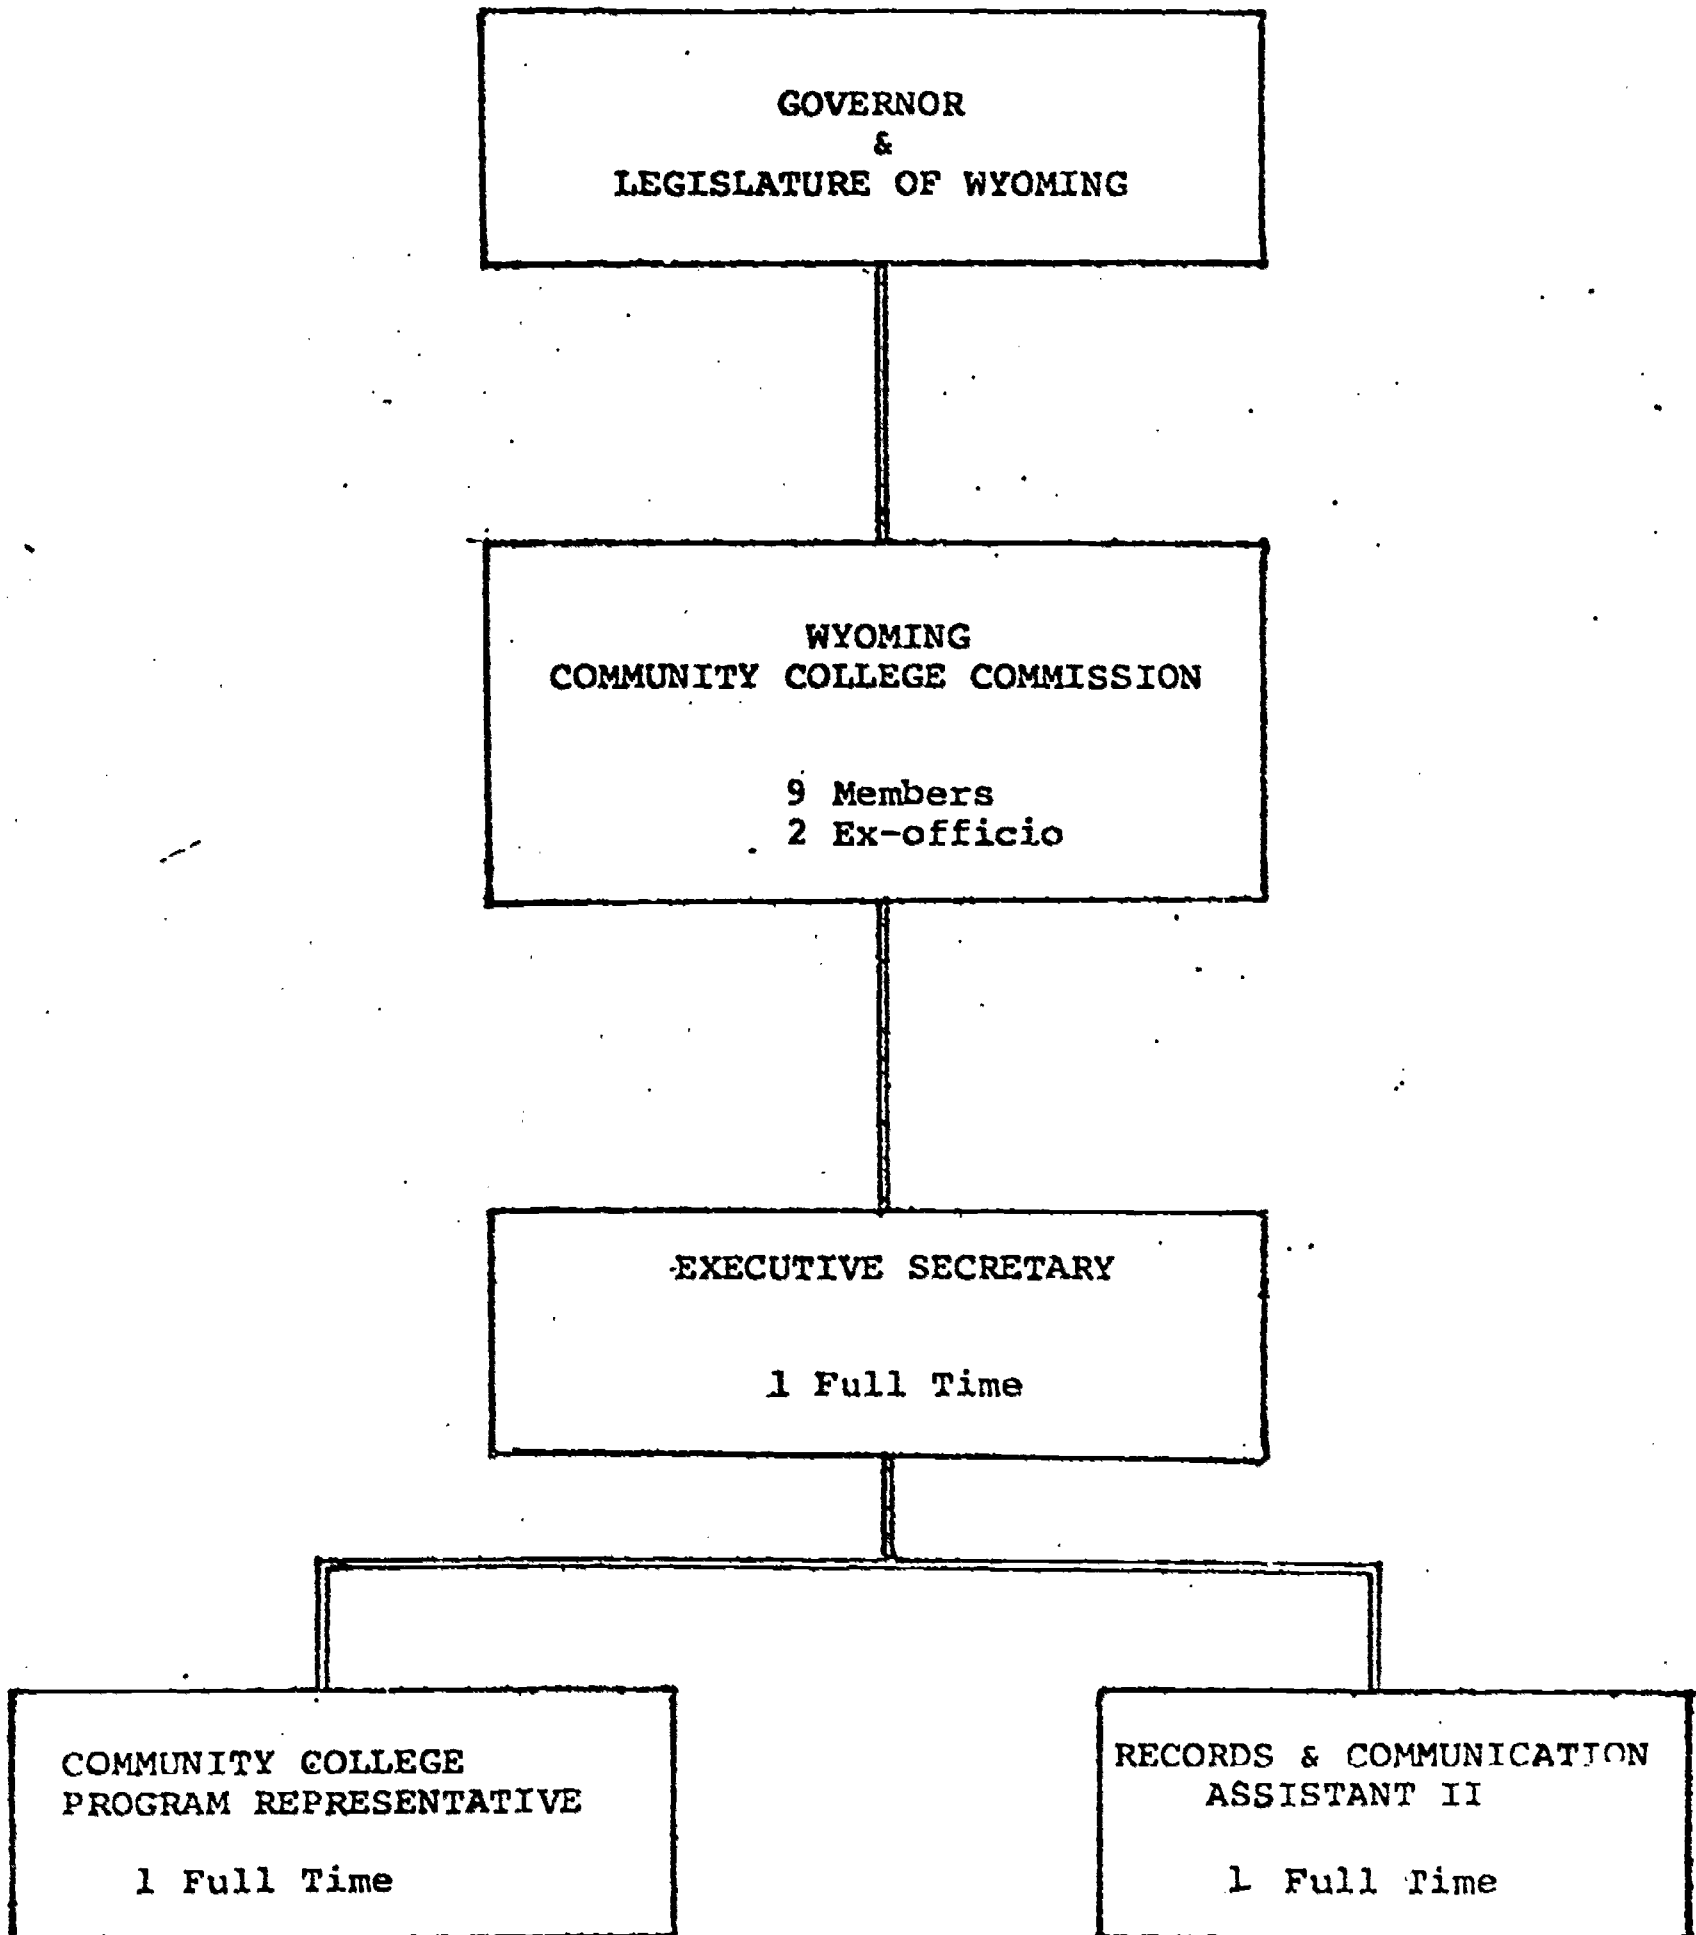 GOVERNOR
&
LEGISLATURE OF WYOMING
WYOMING
COMMUNITY COLLEGE COMMISSION
9 Members
2 Ex-officio
EXECUTIVE SECRETARY
1 Full Time
COMMUNITY COLLEGE
PROGRAM REPRESENTATIVE
1 Full Time
RECORDS & COMMUNICATION
ASSISTANT II
1 Full Time